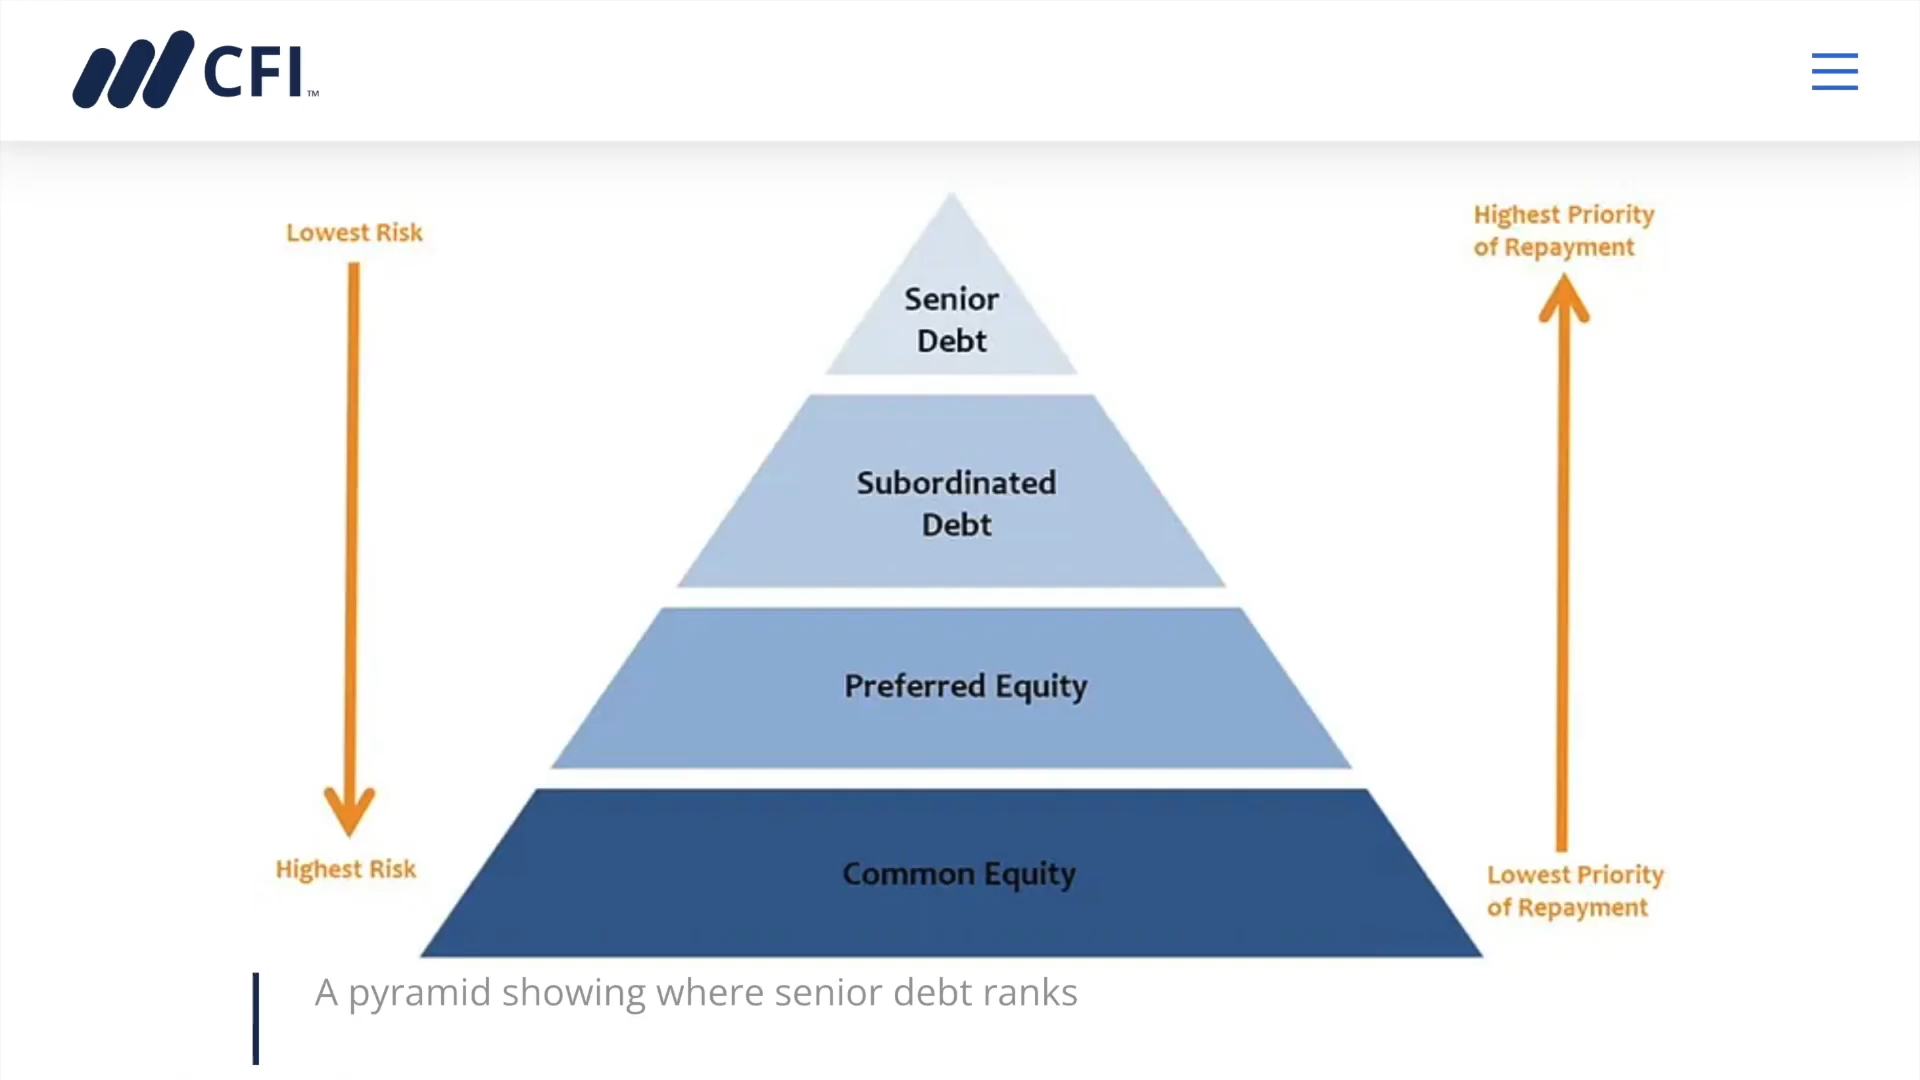 CFI™
Lowest Risk
Highest Priority
of Repayment
Senior
Debt
Subordinated
Debt
Preferred Equity
Common Equity
Highest Risk
Lowest Priority
of Repayment
A pyramid showing where senior debt ranks